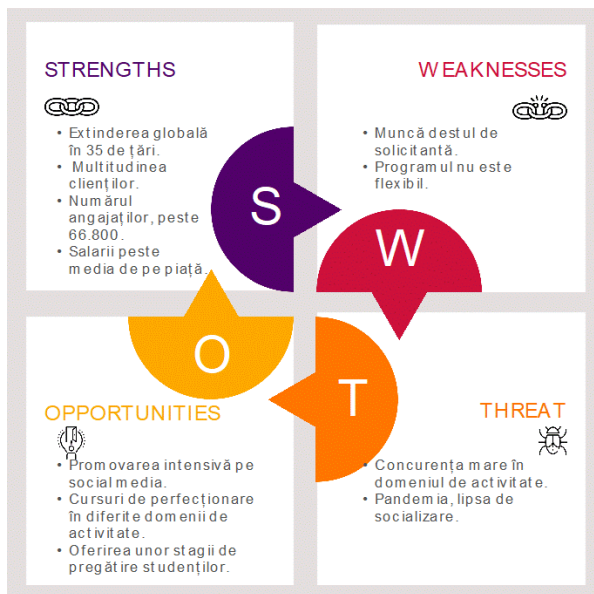 STRENGTHS
• Extinderea globală
în 35 de țări.
• Multitudinea
clienților.
• Numărul
angajaților, peste
66.800.
• Salarii peste
media de pe piață.
S
WEAKNESSES
• Muncă destul de
solicitantă.
• Programul nu este
flexibil.
W
O
OPPORTUNITIES
• Promovarea intensivă pe
social media.
• Cursuri de perfecționare
în diferite domenii de
activitate.
• Oferirea unor stagii de
pregătire studenților.
T
THREAT
• Concurența mare în
domeniul de activitate.
• Pandemia, lipsa de
socializare.